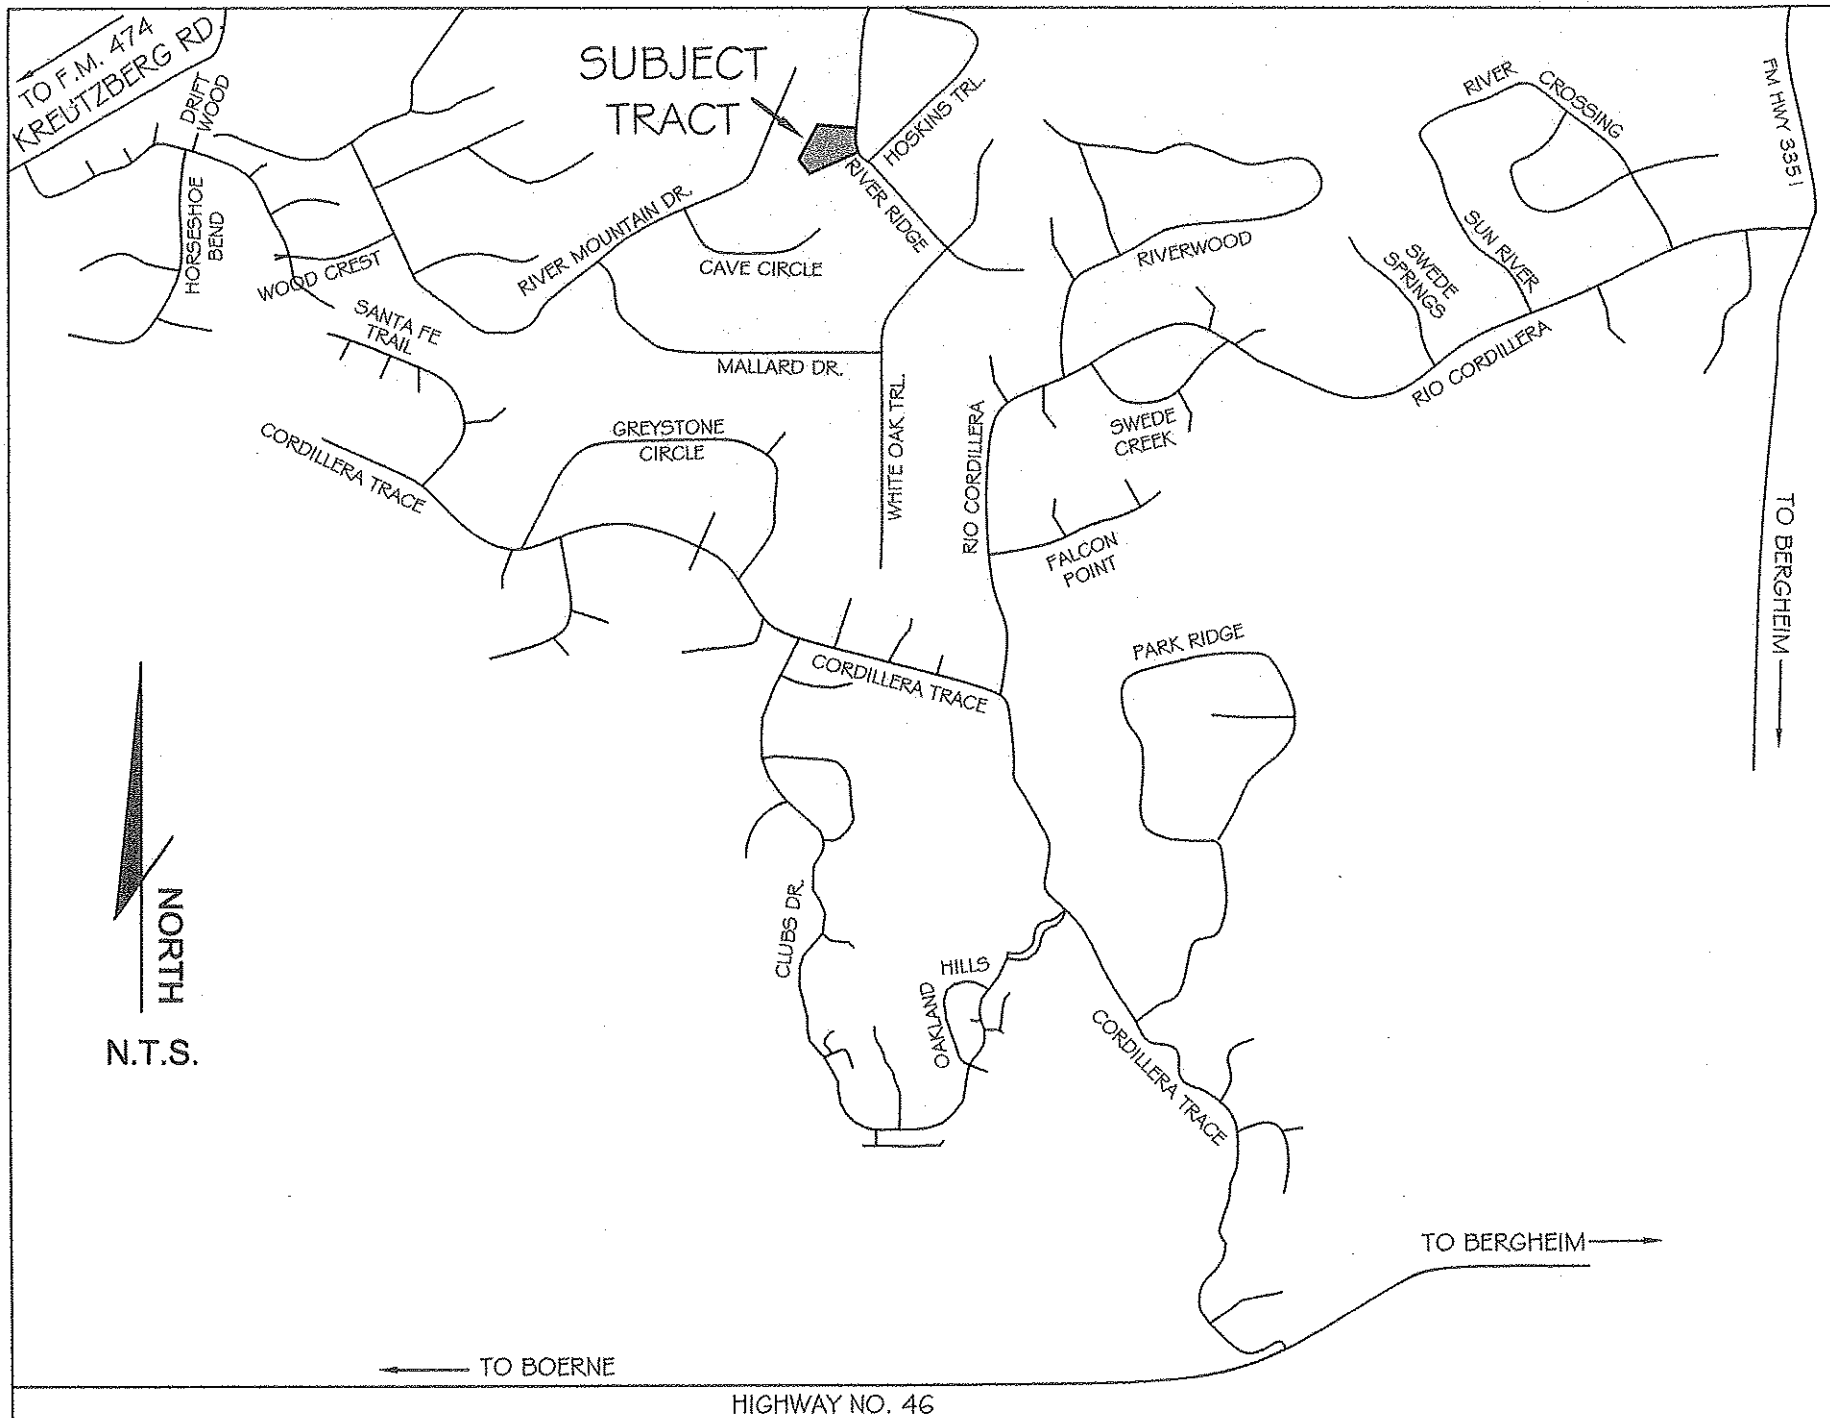 TO F.M. 474
KREUTZBERG RD.
DRIFT
WOOD
SUBJECT
TRACT
HOSKINS TRL.
RIVER
CROSSING
FM HWY 3351
HORSESHOE
BEND
WOOD CREST
RIVER MOUNTAIN DR.
CAVE CIRCLE
RIVER RIDGE
RIVERWOOD
SWEDE
SPRINGS
SUN RIVER
SANTA FE
TRAIL
MALLARD DR.
WHITE OAK TRL.
RIO CORDILLERA
SWEDE
CREEK
RIO CORDILLERA
CORDILLERA TRACE
GREYSTONE
CIRCLE
FALCON
POINT
TO BERGHEIM
PARK RIDGE
CORDILLERA TRACE
CLUBS DR.
OAKLAND
HILLS
CORDILLERA TRACE
NORTH
N.T.S.
TO BERGHEIM
TO BOERNE
HIGHWAY NO. 46